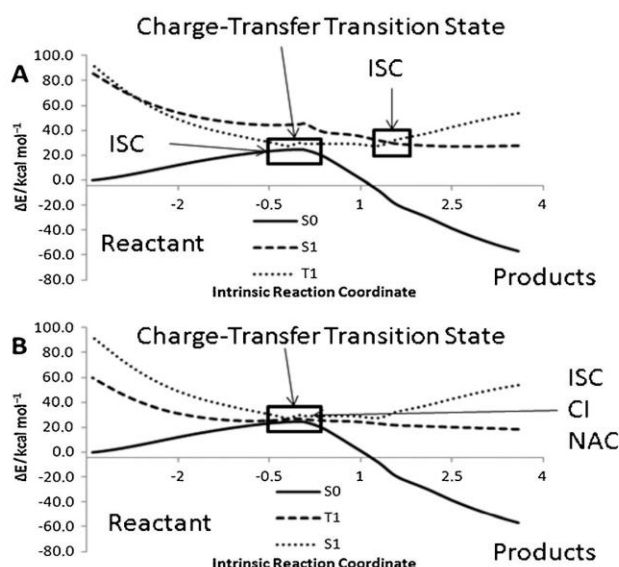 Charge-Transfer Transition State
A
ISC
100.0
80.0
60.0
40.0
20.0
0.0
-20.0
-40.0
-60.0
-80.0
ΔE/kcal mol⁻¹
ISC
-2
-0.5
1
2.5
4
Reactant
S0
S1
T1
Products
Intrinsic Reaction Coordinate
B
Charge-Transfer Transition State
100.0
80.0
60.0
40.0
20.0
0.0
-20.0
-40.0
-60.0
-80.0
ΔE/kcal mol⁻¹
ISC
CI
NAC
-2
-0.5
1
2.5
4
Reactant
S0
T1
S1
Products
Intrinsic Reaction Coordinate